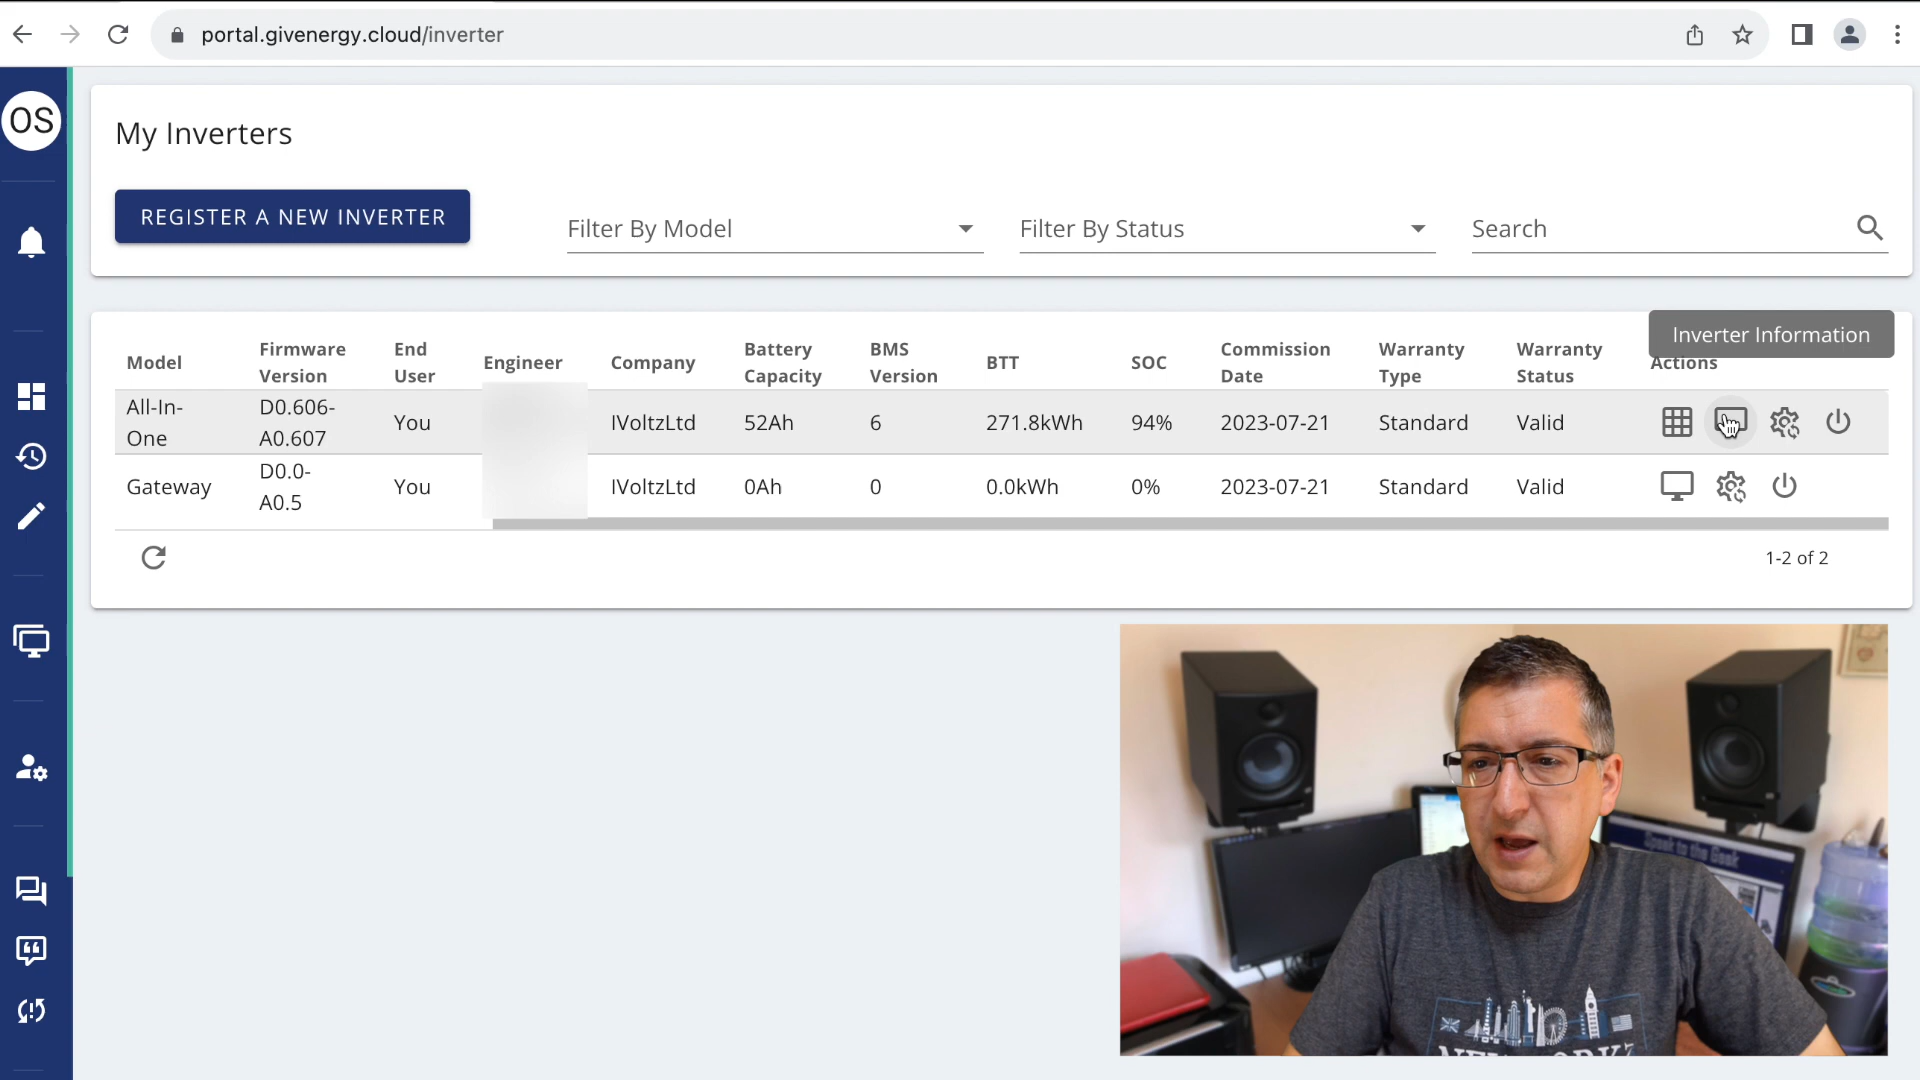 portal.givenergy.cloud/inverter
OS
My Inverters
REGISTER A NEW INVERTER
Filter By Model
Filter By Status
Search
Inverter Information
Model Firmware Version End User Engineer Company Battery Capacity BMS Version BTT SOC Commission Date Warranty Type Warranty Status Actions
All-In-One D0.606-A0.607 You IVoltzLtd 52Ah 6 271.8kWh 94% 2023-07-21 Standard Valid
Gateway D0.0-A0.5 You IVoltzLtd 0Ah 0 0.0kWh 0% 2023-07-21 Standard Valid
1-2 of 2
Speak to the Geek